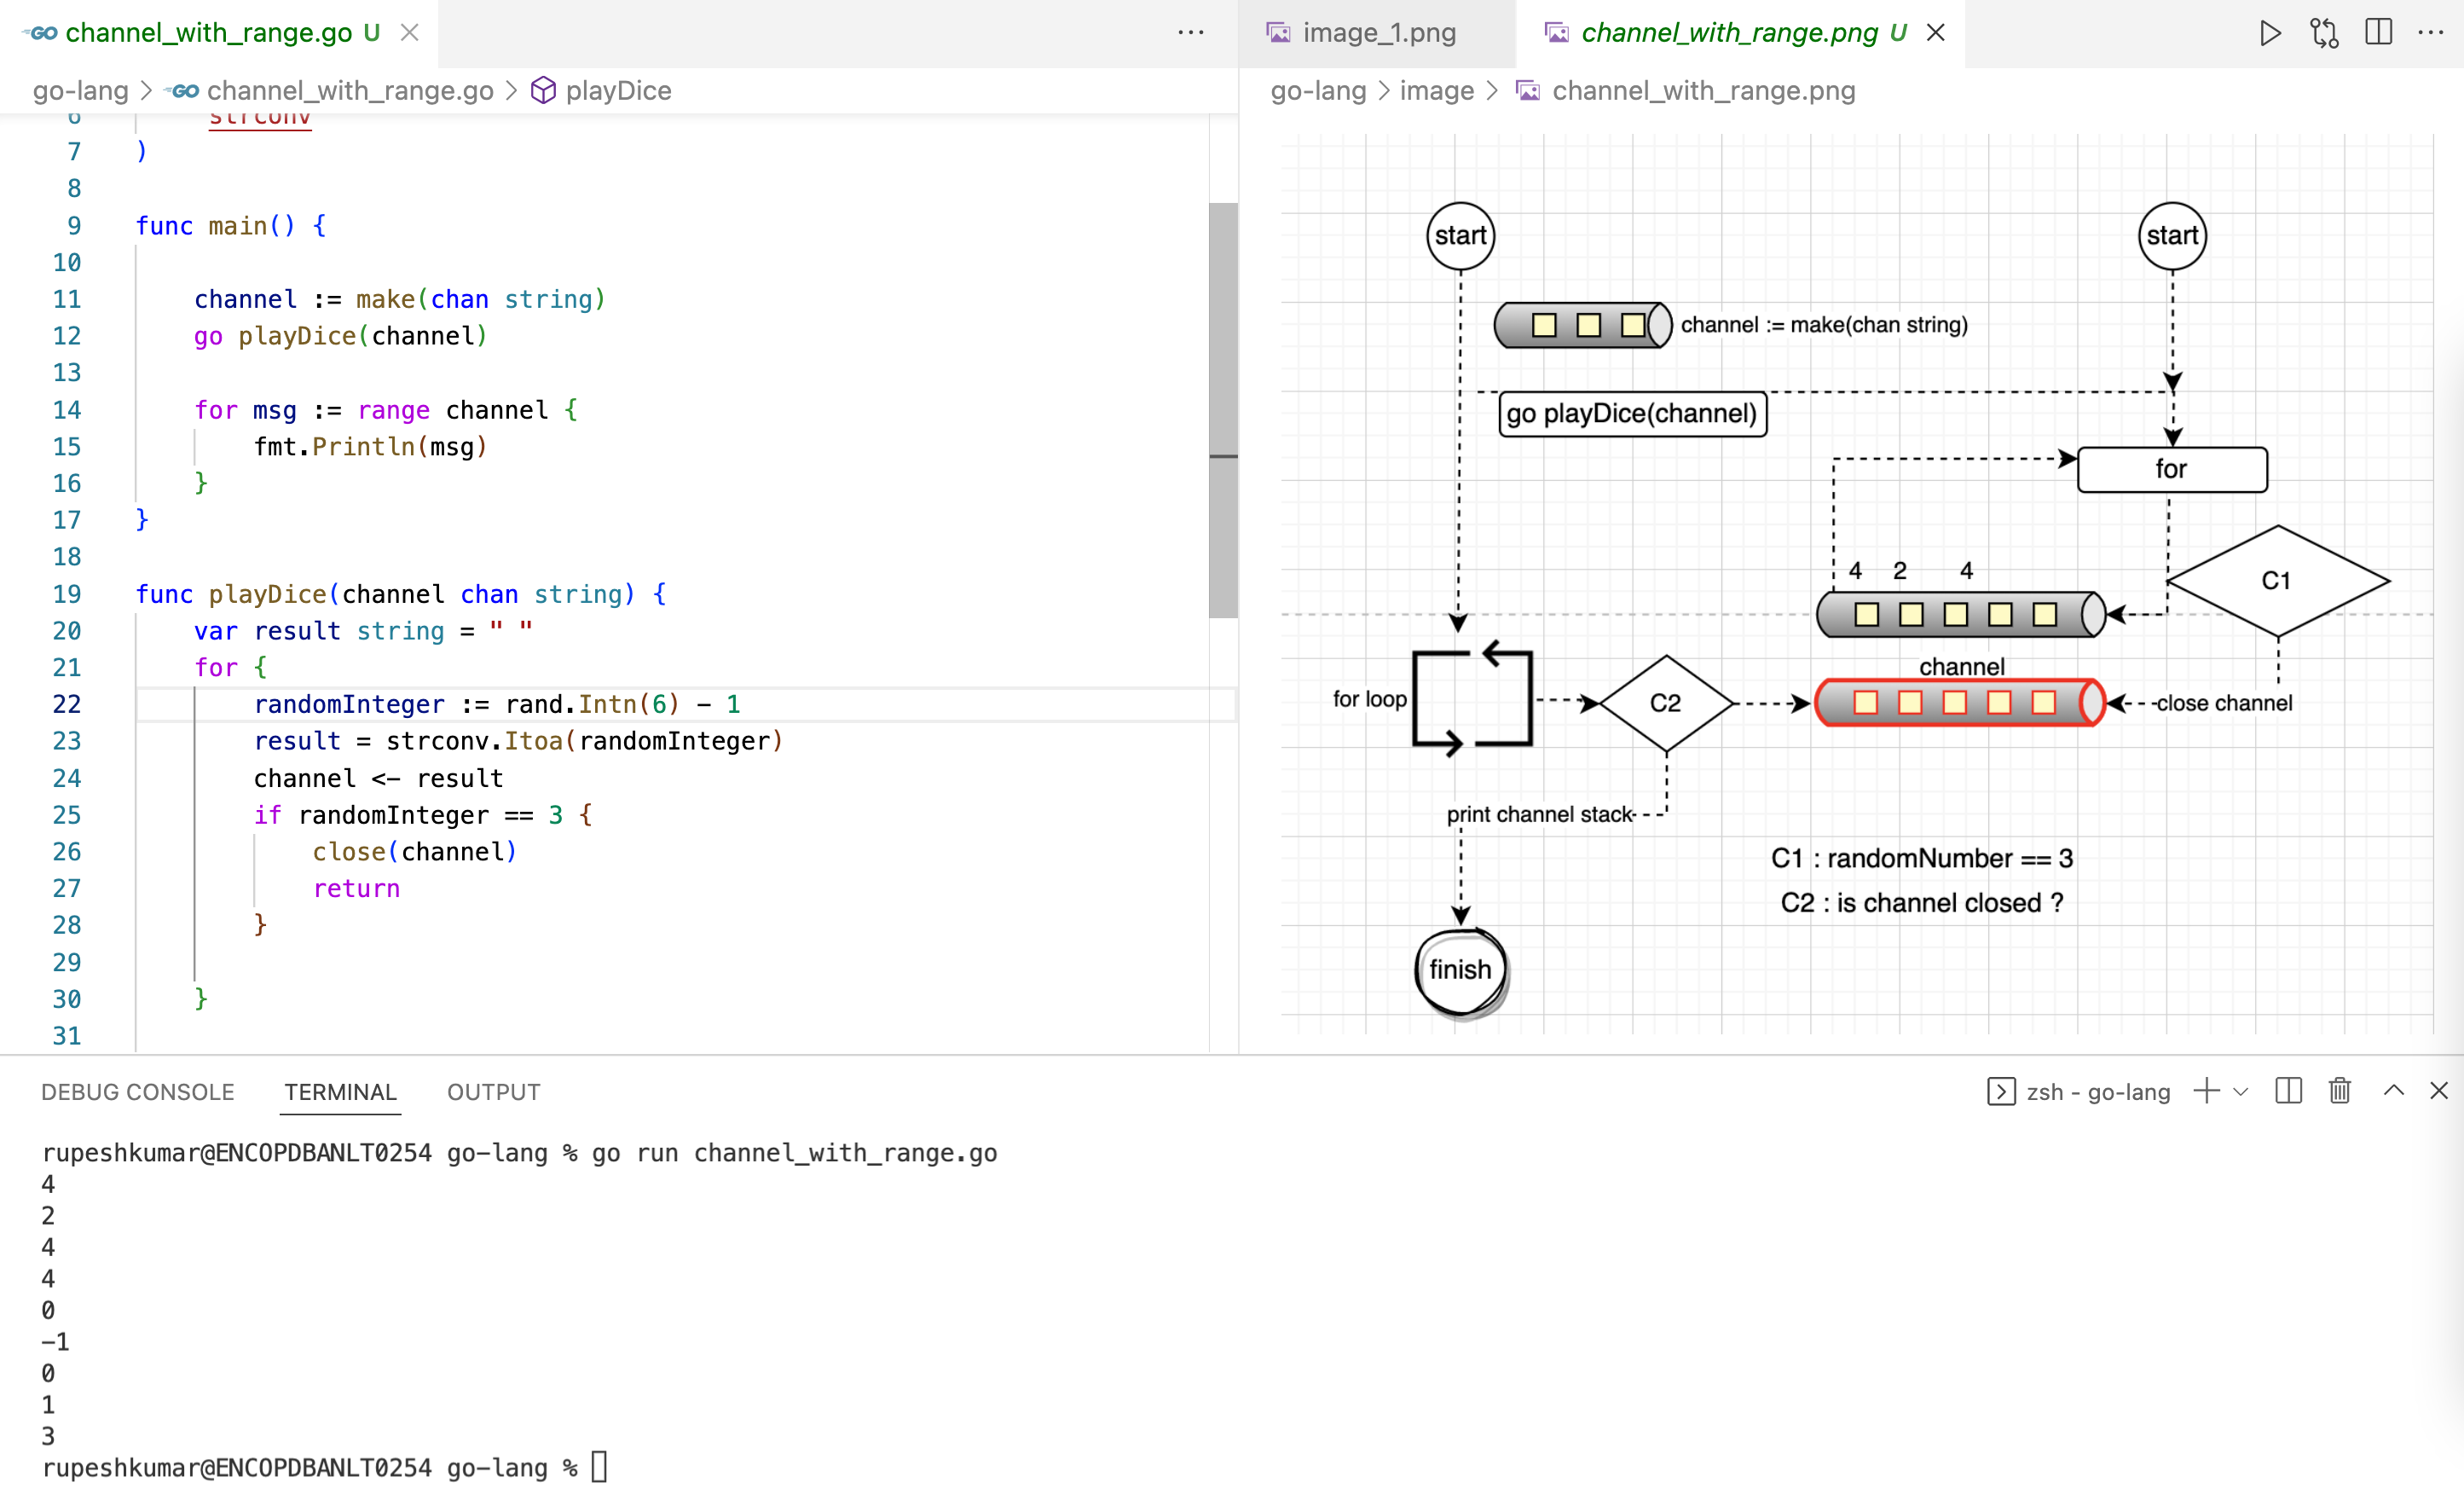 GO channel_with_range.go U
go-lang > GO channel_with_range.go > playDice
6 strconv
7 )
8
9 func main() {
10
11 channel := make(chan string)
12 go playDice(channel)
13
14 for msg := range channel {
15 fmt.Println(msg)
16 }
17 }
18
19 func playDice(channel chan string) {
20 var result string = " "
21 for {
22 randomInteger := rand.Intn(6) - 1
23 result = strconv.Itoa(randomInteger)
24 channel <- result
25 if randomInteger == 3 {
26 close(channel)
27 return
28 }
29
30 }
31
image_1.png
channel_with_range.png U
go-lang > image > channel_with_range.png
start
start
channel := make(chan string)
go playDice(channel)
for
4 2 4
C1
channel
for loop
C2
close channel
print channel stack
C1 : randomNumber == 3
C2 : is channel closed ?
finish
DEBUG CONSOLE TERMINAL OUTPUT
zsh - go-lang
rupeshkumar@ENCOPDBANLT0254 go-lang % go run channel_with_range.go
4
2
4
4
0
-1
0
1
3
rupeshkumar@ENCOPDBANLT0254 go-lang %